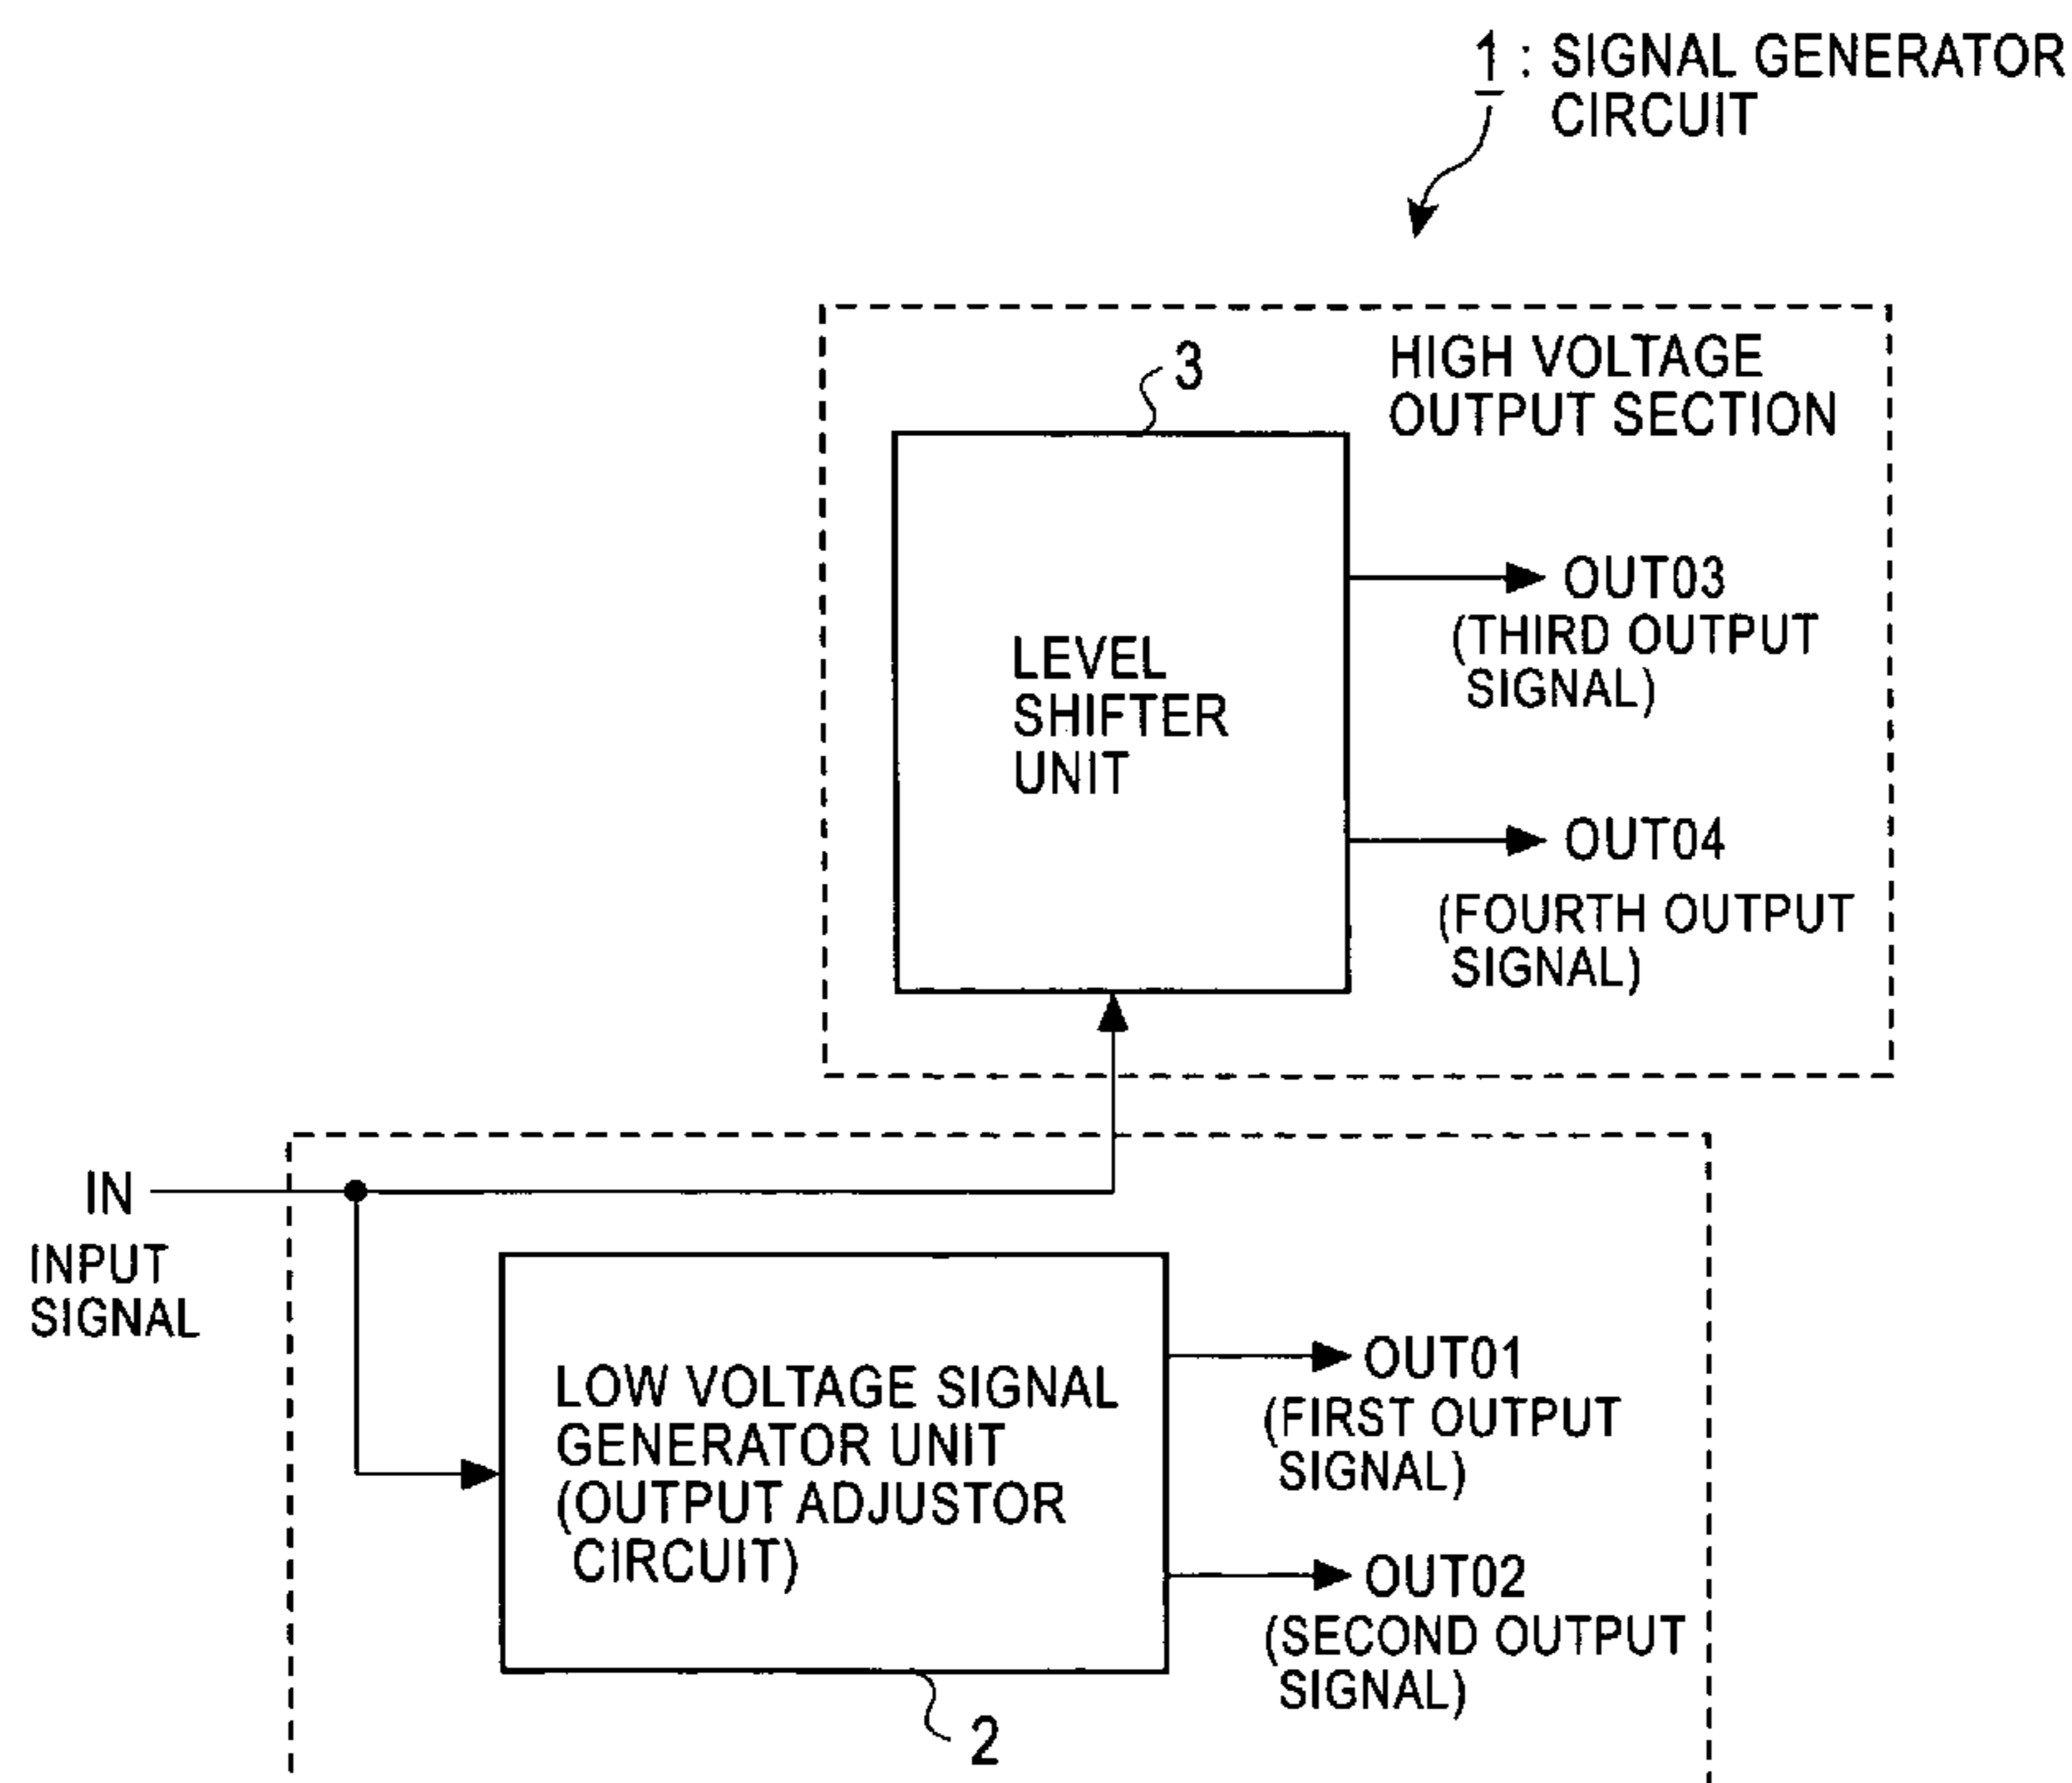 1 : SIGNAL GENERATOR
CIRCUIT
3
HIGH VOLTAGE
OUTPUT SECTION
LEVEL
SHIFTER
UNIT
OUT03
(THIRD OUTPUT
SIGNAL)
OUT04
(FOURTH OUTPUT
SIGNAL)
IN
INPUT
SIGNAL
LOW VOLTAGE SIGNAL
GENERATOR UNIT
(OUTPUT ADJUSTOR
CIRCUIT)
OUT01
(FIRST OUTPUT
SIGNAL)
OUT02
(SECOND OUTPUT
SIGNAL)
2